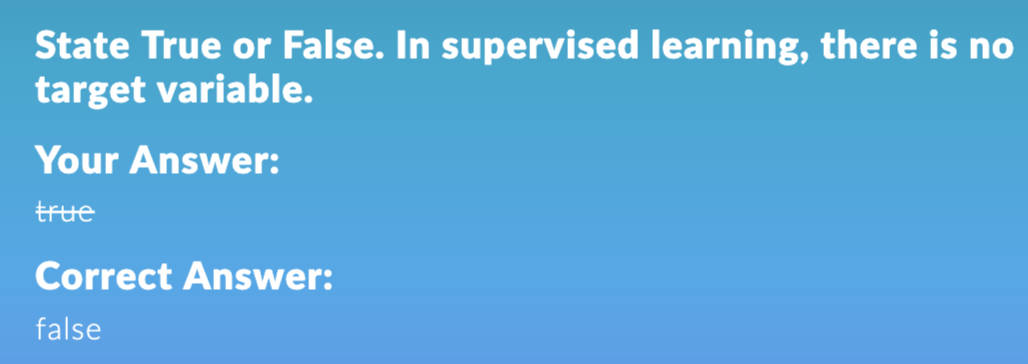 State True or False. In supervised learning, there is no
target variable.
Your Answer:
true
Correct Answer:
false